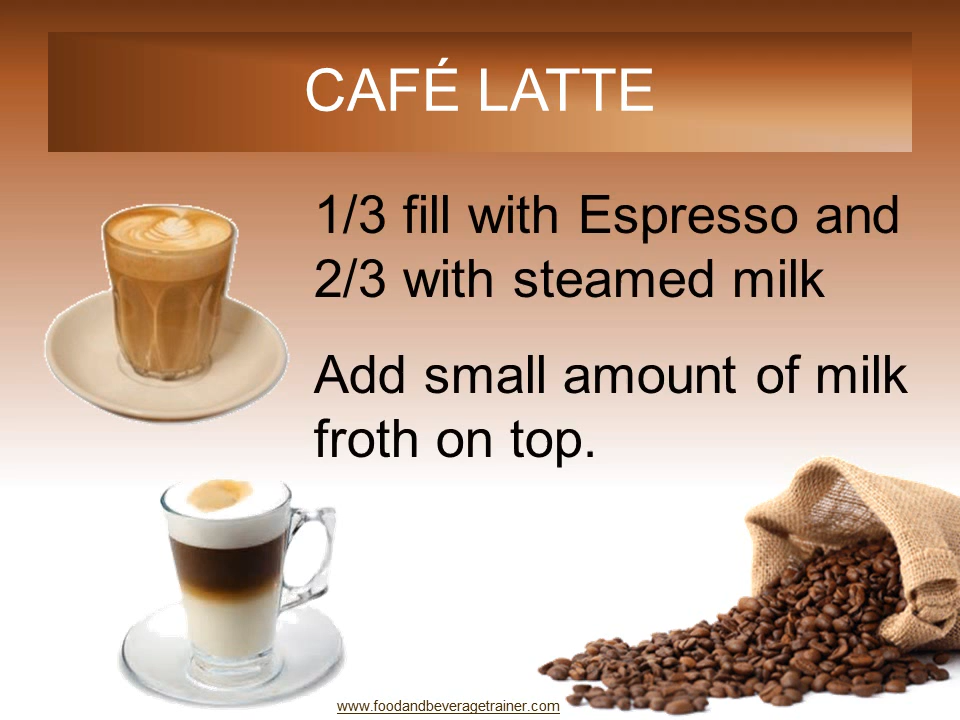 CAFÉ LATTE
1/3 fill with Espresso and
2/3 with steamed milk
Add small amount of milk
froth on top.
www.foodandbeveragetrainer.com